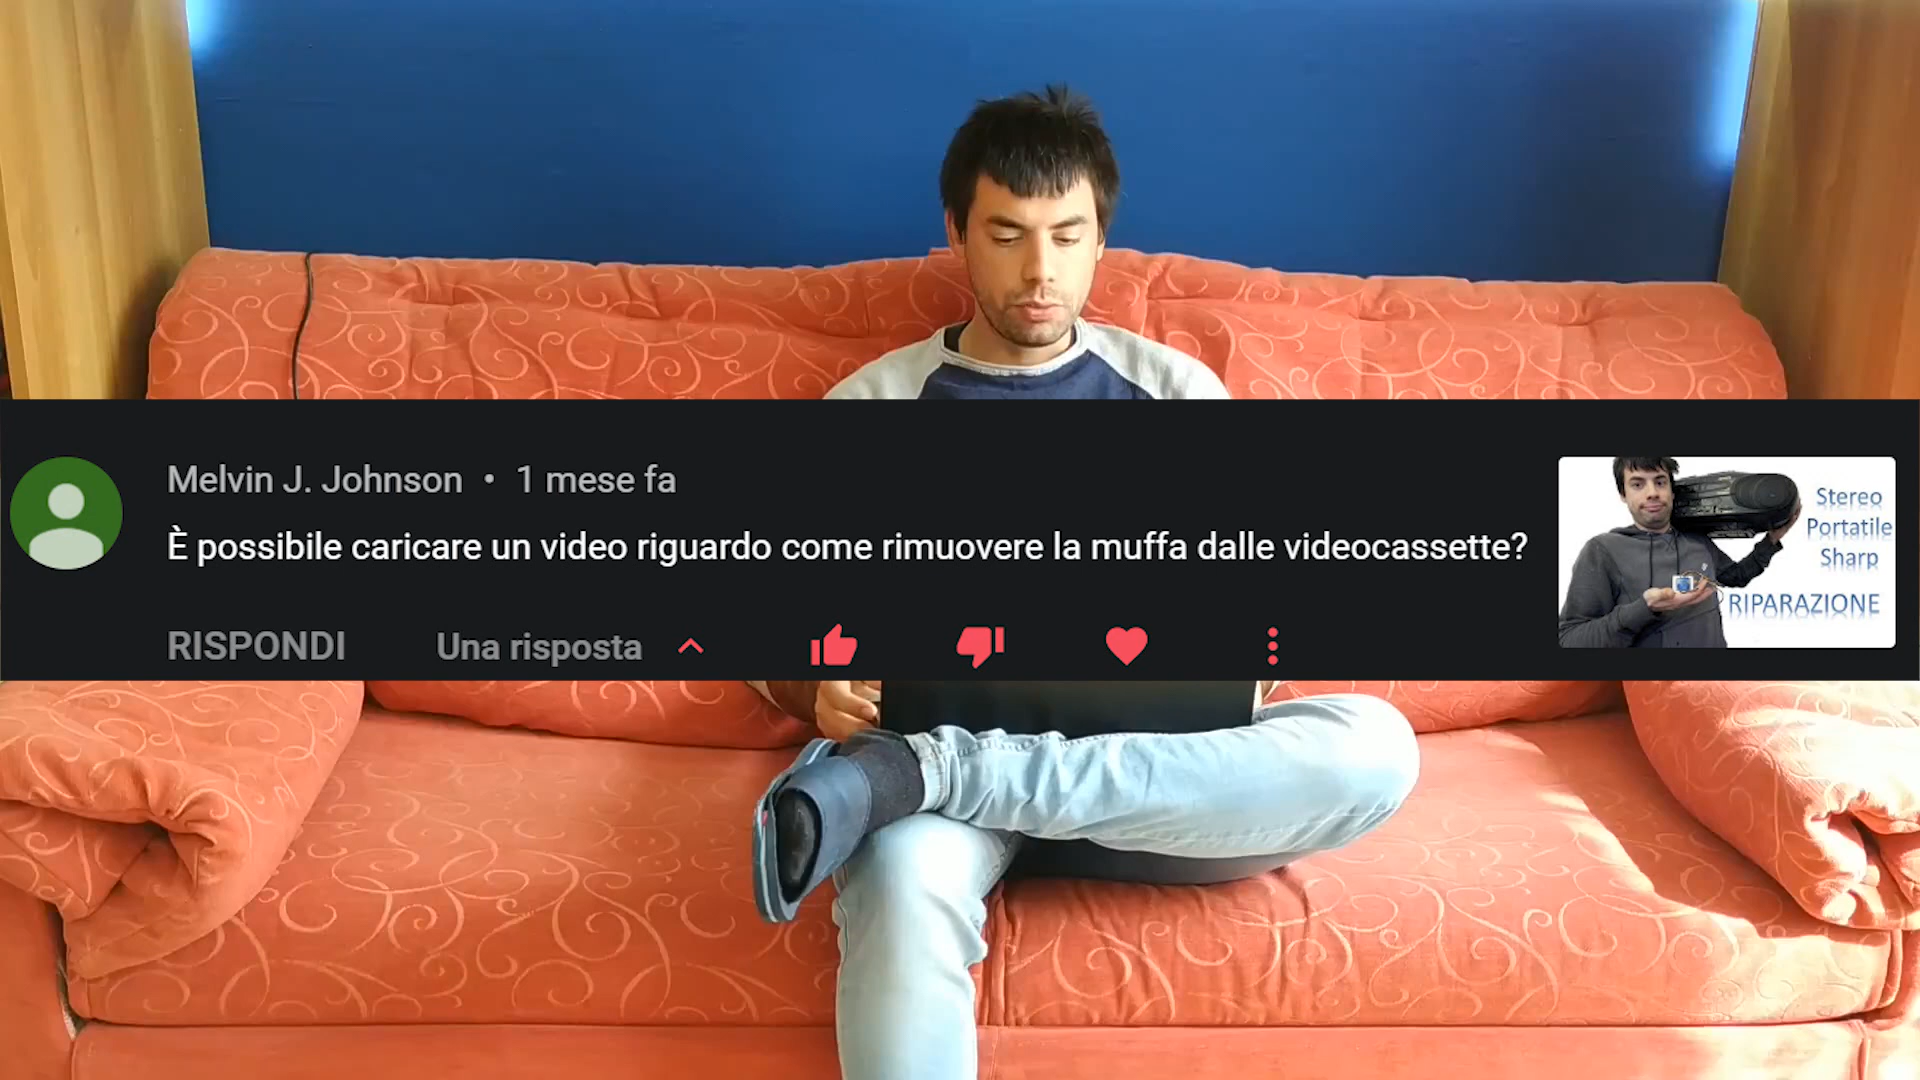 Melvin J. Johnson • 1 mese fa
È possibile caricare un video riguardo come rimuovere la muffa dalle videocassette?
RISPONDI Una risposta
Stereo
Portatile
Sharp
RIPARAZIONE